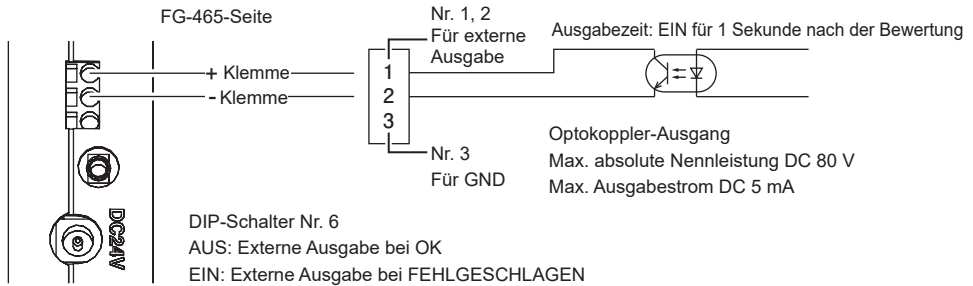 FG-465-Seite
Nr. 1, 2
Für externe
Ausgabe
Ausgabezeit: EIN für 1 Sekunde nach der Bewertung
+ Klemme
- Klemme
1
2
3
Nr. 3
Für GND
Optokoppler-Ausgang
Max. absolute Nennleistung DC 80 V
Max. Ausgabestrom DC 5 mA
DC24V
DIP-Schalter Nr. 6
AUS: Externe Ausgabe bei OK
EIN: Externe Ausgabe bei FEHLGESCHLAGEN